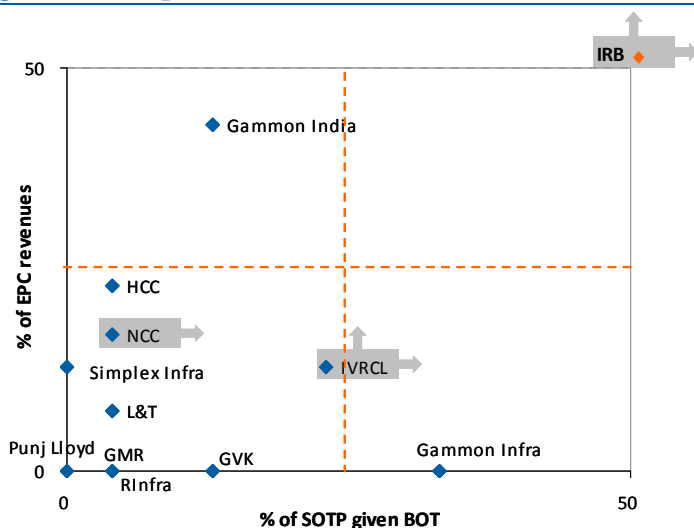 IRB
50
Gammon India
% of EPC revenues
HCC
NCC
Simplex Infra
IVRCL
L&T
Punj Lloyd
GMR
GVK
Gammon Infra
0
RInfra
0
50
% of SOTP given BOT